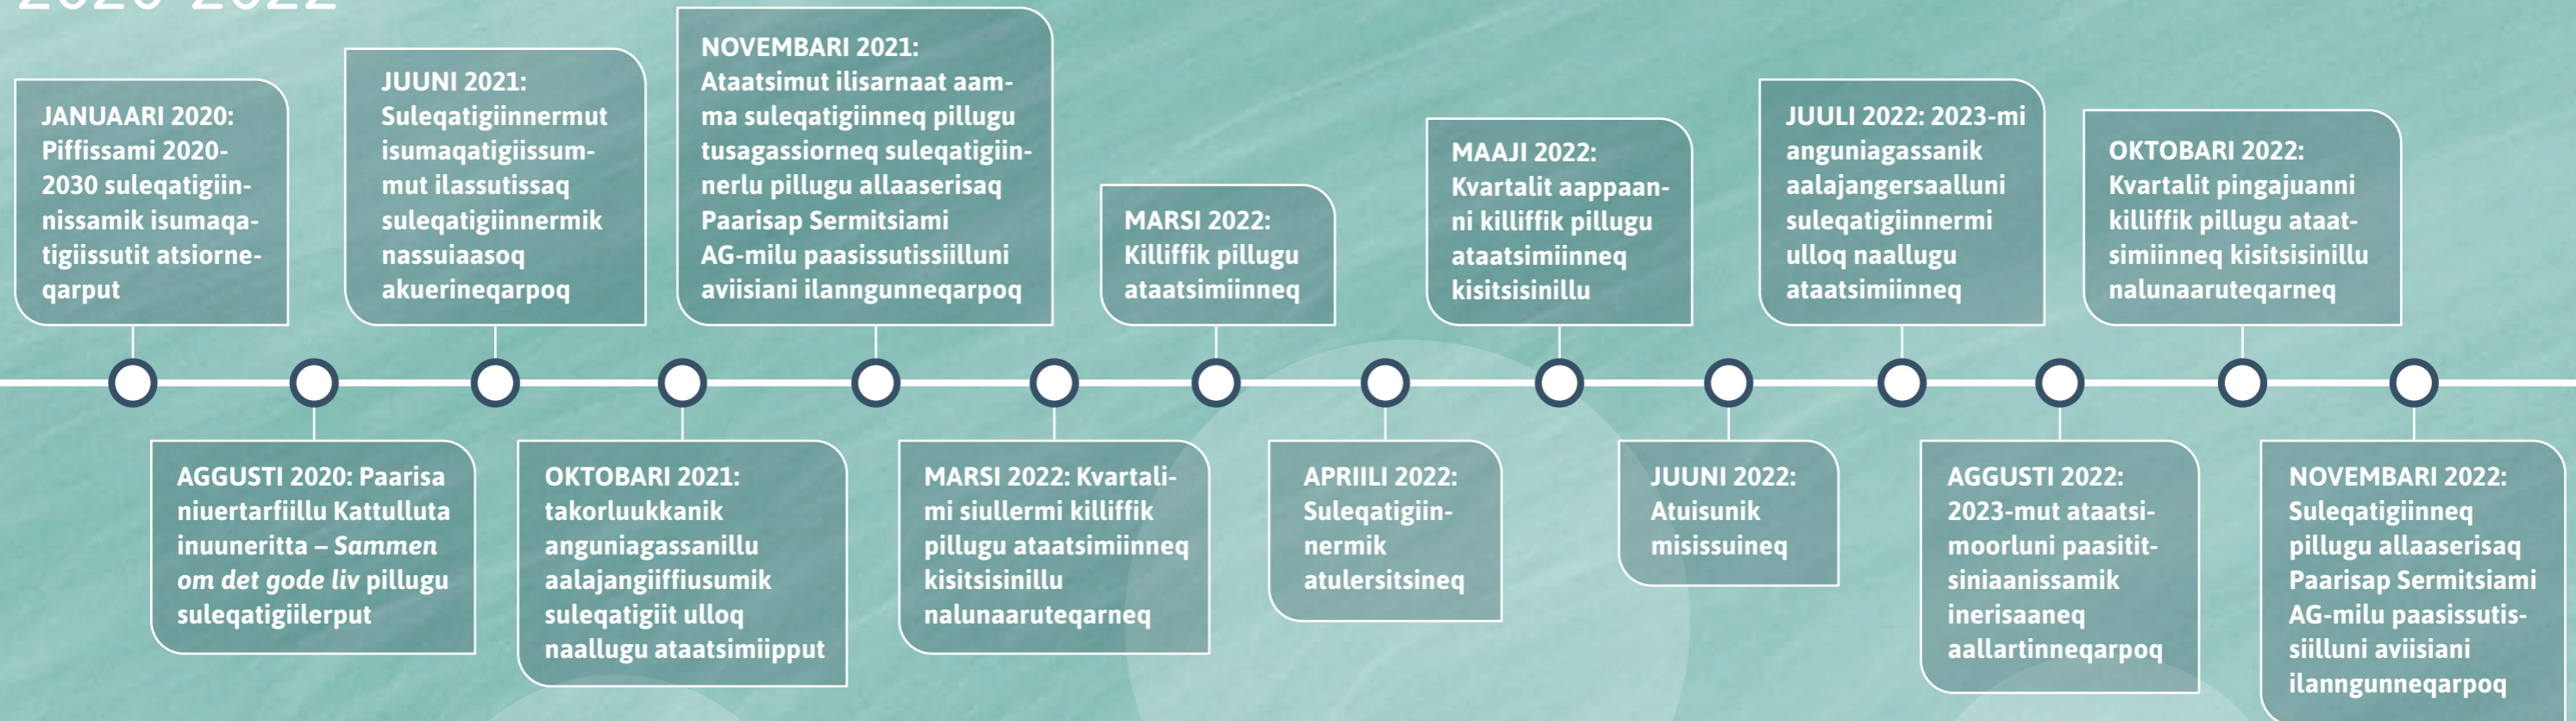 2020-2022
JANUAARI 2020:
Piffissami 2020-
2030 suleqatigiin-
nissamik isumaqa-
tigiissutit atsiorne-
qarput
AGGUSTI 2020: Paarisa
niuertarfiillu Kattulluta
inuuneritta – Sammen
om det gode liv pillugu
suleqatigiilerput
JUUNI 2021:
Suleqatigiinnermut
isumaqatigiissum-
mut ilassutissaq
suleqatigiinnermik
nassuiaasoq
akuerineqarpoq
OKTOBARI 2021:
takorluukkanik
anguniagassanillu
aalajangiiffiusumik
suleqatigiit ulloq
naallugu ataatsimiipput
NOVEMBARI 2021:
Ataatsimut ilisarnaat aam-
ma suleqatigiinneq pillugu
tusagassiorneq suleqatigiin-
nerlu pillugu allaaserisaq
Paarisap Sermitsiami
AG-milu paasissutissiilluni
aviisiani ilanngunneqarpoq
MARSI 2022: Kvartali-
mi siullermi killiffik
pillugu ataatsimiinneq
kisitsisinillu
nalunaaruteqarneq
MARSI 2022:
Killiffik pillugu
ataatsimiinneq
APRIILI 2022:
Suleqatigiin-
nermik
atulersitsineq
MAAJI 2022:
Kvartalit aappaan-
ni killiffik pillugu
ataatsimiinneq
kisitsisinillu
JUUNI 2022:
Atuisunik
misissuineq
JUULI 2022: 2023-mi
anguniagassanik
aalajangersaalluni
suleqatigiinnermi
ulloq naallugu
ataatsimiinneq
AGGUSTI 2022:
2023-mut ataatsi-
moorluni paasitit-
siniaanissamik
inerisaaneq
aallartinneqarpoq
OKTOBARI 2022:
Kvartalit pingajuanni
killiffik pillugu ataat-
simiinneq kisitsisinillu
nalunaaruteqarneq
NOVEMBARI 2022:
Suleqatigiinneq
pillugu allaaserisaq
Paarisap Sermitsiami
AG-milu paasissutis-
siilluni aviisiani
ilanngunneqarpoq